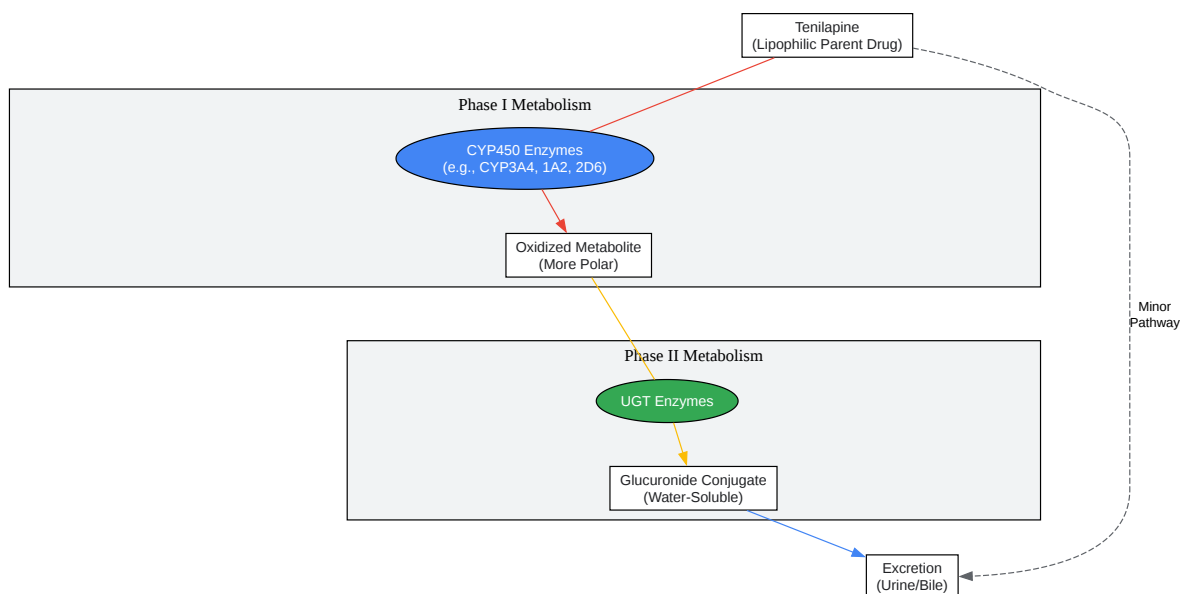 Tenilapine
(Lipophilic Parent Drug)
Phase I Metabolism
CYP450 Enzymes
(e.g., CYP3A4, 1A2, 2D6)
Oxidized Metabolite
(More Polar)
Minor
Pathway
Phase II Metabolism
UGT Enzymes
Glucuronide Conjugate
(Water-Soluble)
Excretion
(Urine/Bile)